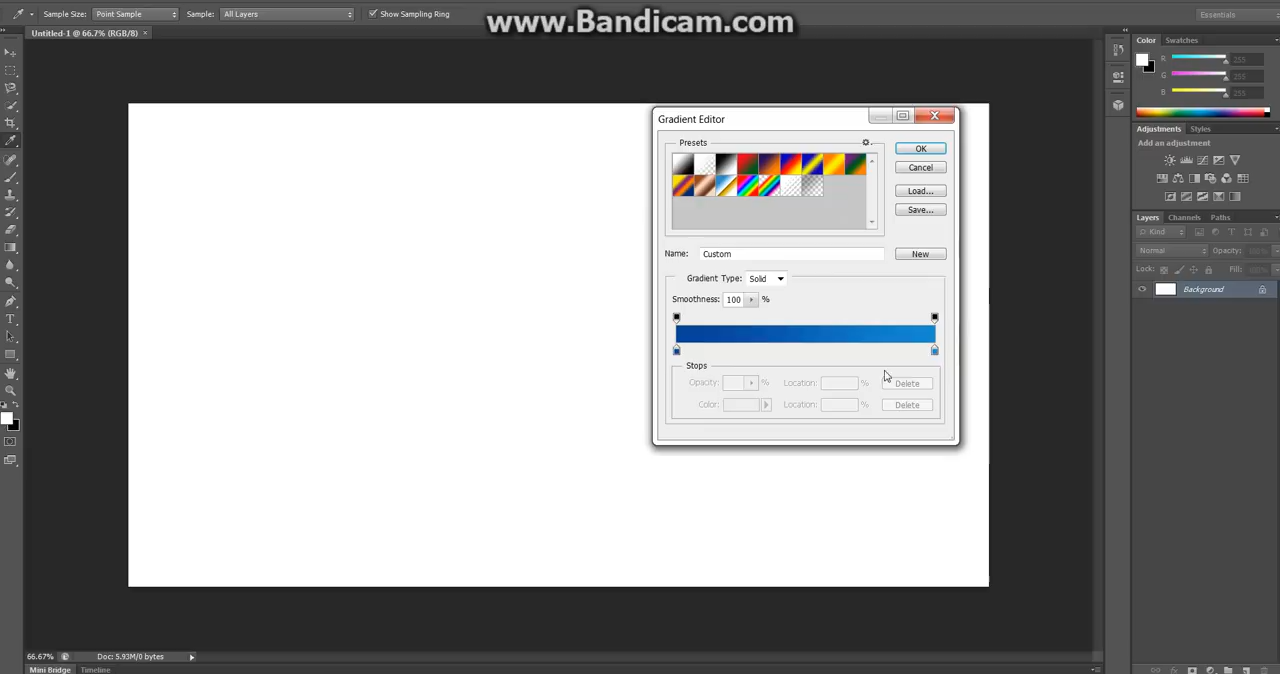 Sample Size: Point Sample Sample: All Layers Show Sampling Ring
www.Bandicam.com
Essentials
Untitled-1 @ 66.7% (RGB/8) ×
Color Swatches
R 255
G 255
B 255
Adjustments Styles
Add an adjustment
Layers Channels Paths
Kind
Normal Opacity: 100%
Lock: Fill: 100%
Background
Gradient Editor
Presets
OK
Cancel
Load...
Save...
Name: Custom New
Gradient Type: Solid
Smoothness: 100 %
Stops
Opacity: % Location: % Delete
Color: Location: % Delete
66.67% Doc: 5.93M/0 bytes
Mini Bridge Timeline